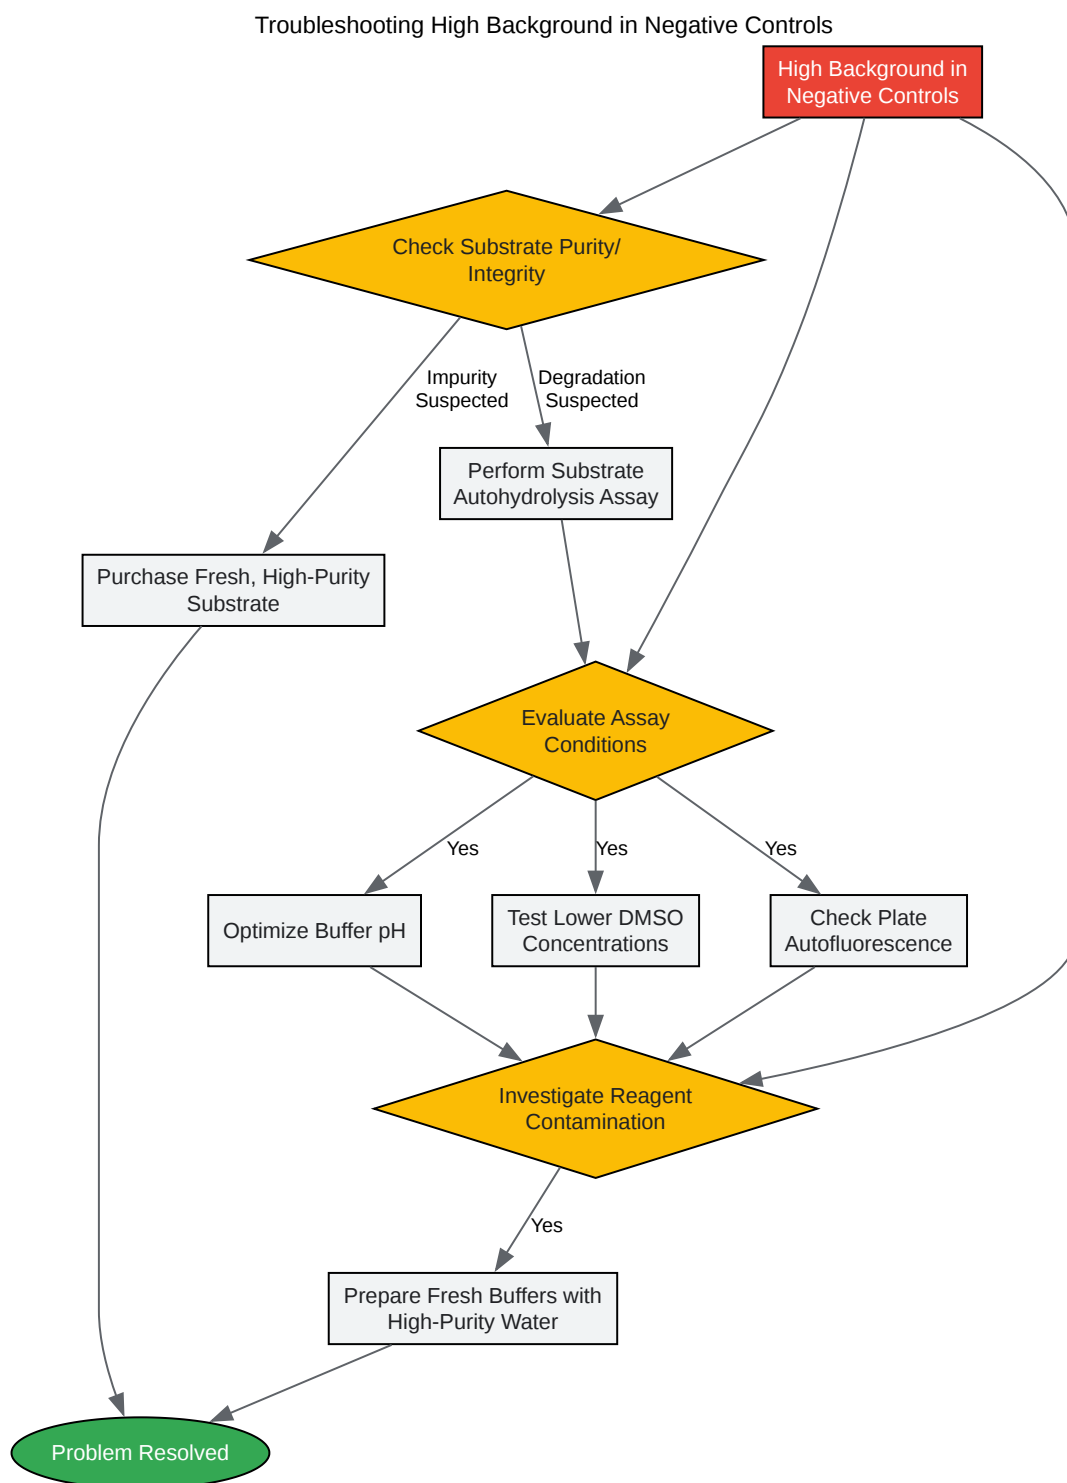 Troubleshooting High Background in Negative Controls
High Background in
Negative Controls
Check Substrate Purity/
Integrity
Impurity
Suspected
Degradation
Suspected
Perform Substrate
Autohydrolysis Assay
Purchase Fresh, High-Purity
Substrate
Evaluate Assay
Conditions
Yes
Yes
Yes
Optimize Buffer pH
Test Lower DMSO
Concentrations
Check Plate
Autofluorescence
Investigate Reagent
Contamination
Yes
Prepare Fresh Buffers with
High-Purity Water
Problem Resolved